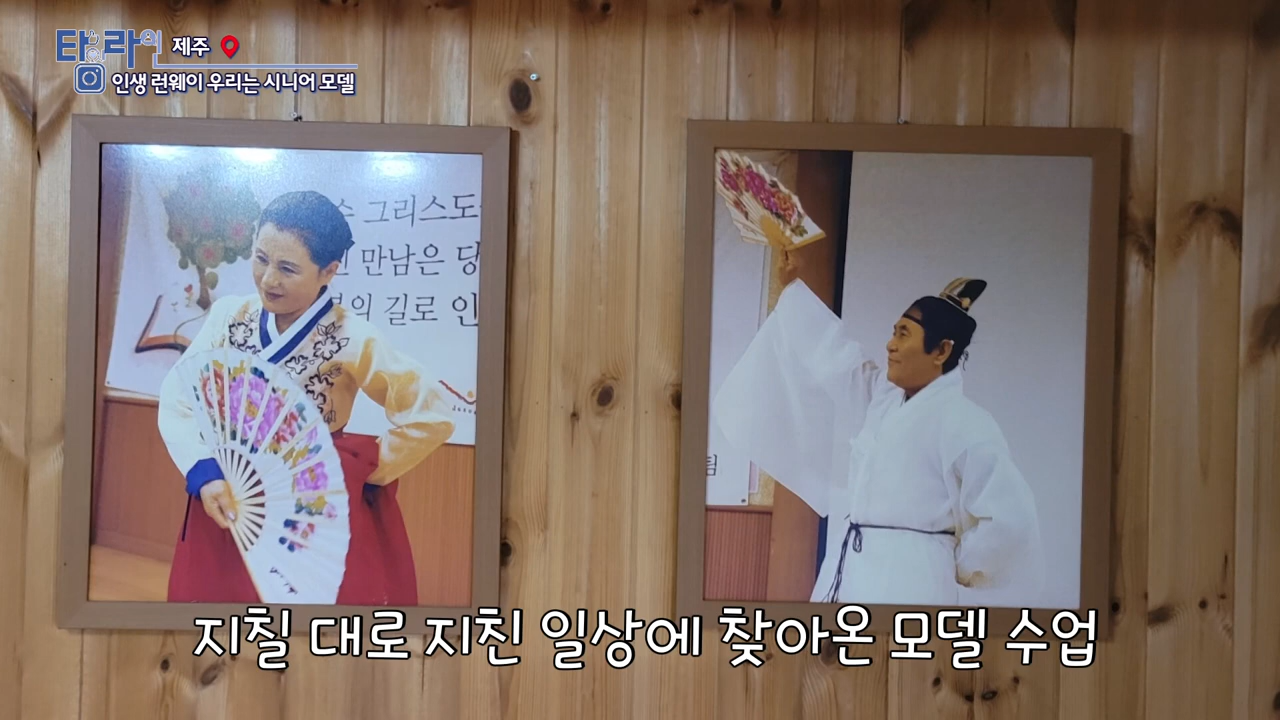 타라의 제주
인생 런웨이 우리는 시니어 모델
그리스도
만남은 당
의 길로 인
팀
지칠 대로 지친 일상에 찾아온 모델 수업